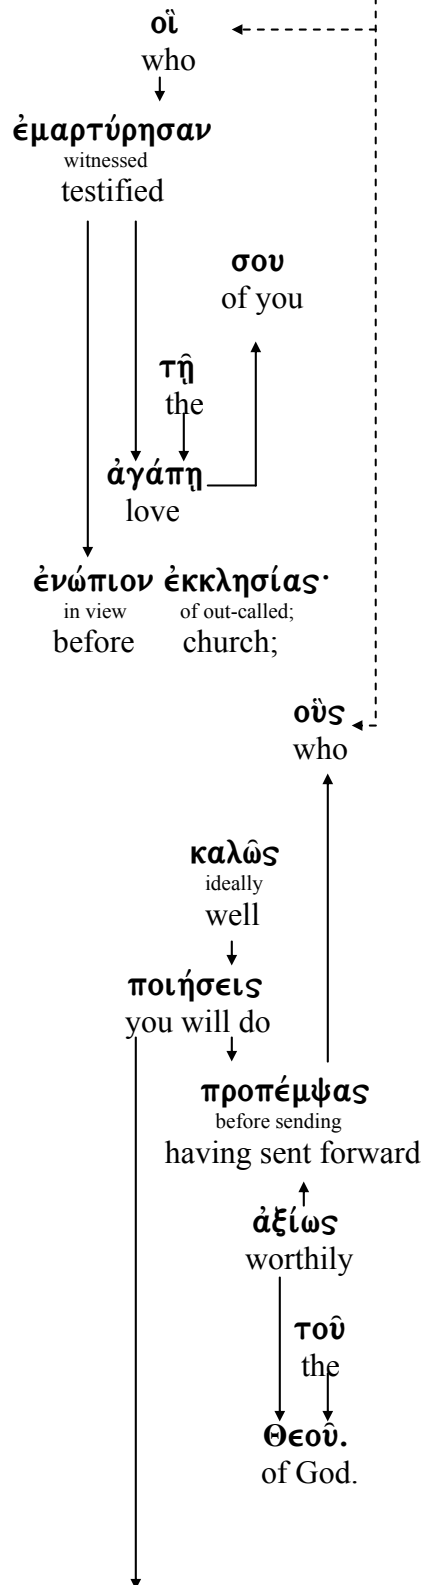 οἳ
who
ἐμαρτύρησαν
witnessed
testified
σου
of you
τῇ
the
ἀγάπῃ
love
ἐνώπιον ἐκκλησίας·
in view of out-called;
before church;
οὓς
who
καλῶς
ideally
well
ποιήσεις
you will do
προπέμψας
before sending
having sent forward
ἀξίως
worthily
τοῦ
the
Θεοῦ.
of God.